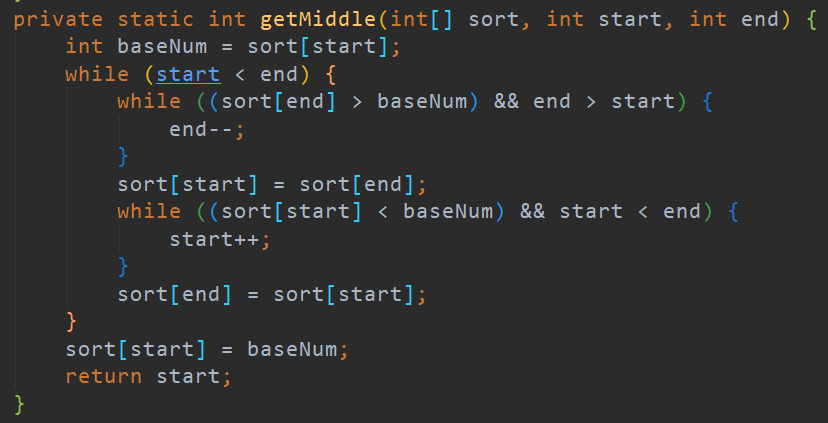 private static int getMiddle(int[] sort, int start, int end) {
    int baseNum = sort[start];
    while (start < end) {
        while ((sort[end] > baseNum) && end > start) {
            end--;
        }
        sort[start] = sort[end];
        while ((sort[start] < baseNum) && start < end) {
            start++;
        }
        sort[end] = sort[start];
    }
    sort[start] = baseNum;
    return start;
}